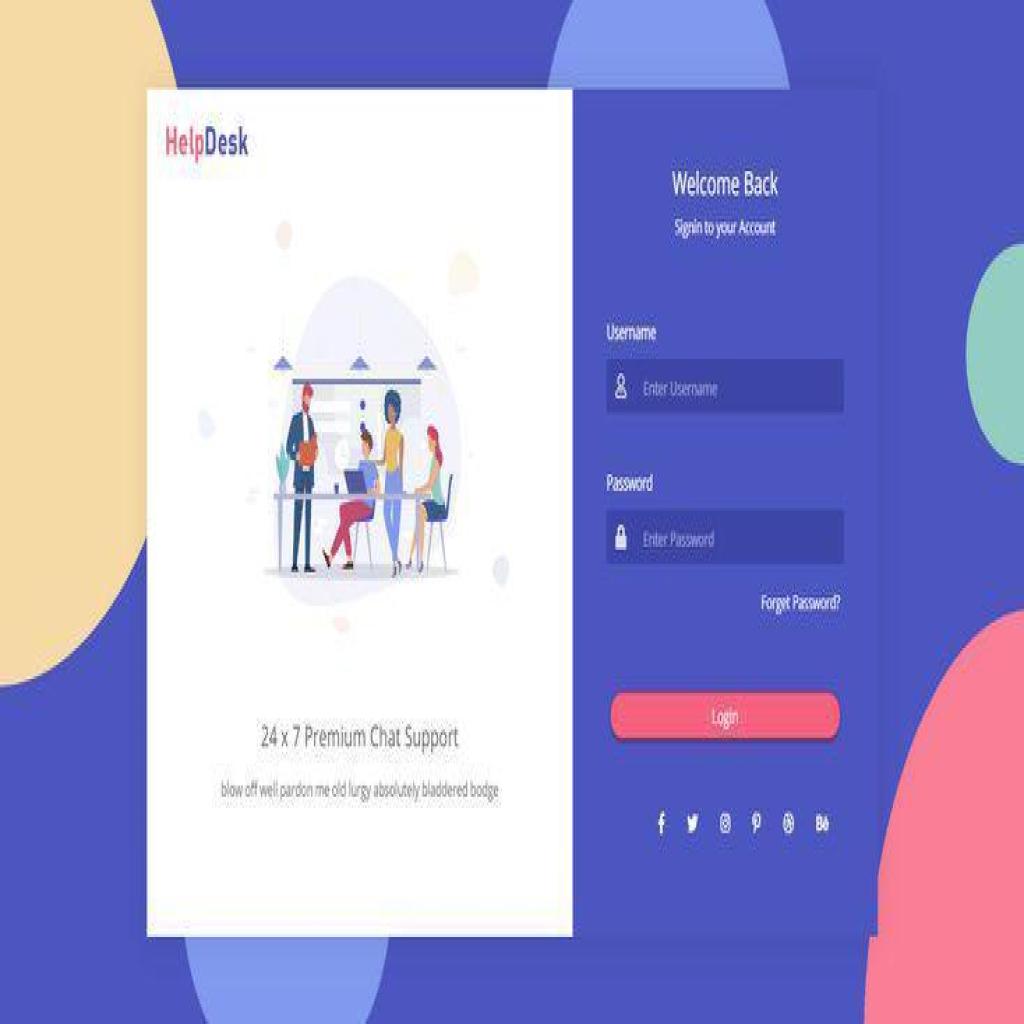 HelpDesk
24 x 7 Premium Chat Support
blow off well pardon me old lurgy absolutely bladdered bodge
Welcome Back
Signin to your Account
Username
Enter Username
Password
Enter Password
Forget Password?
Login